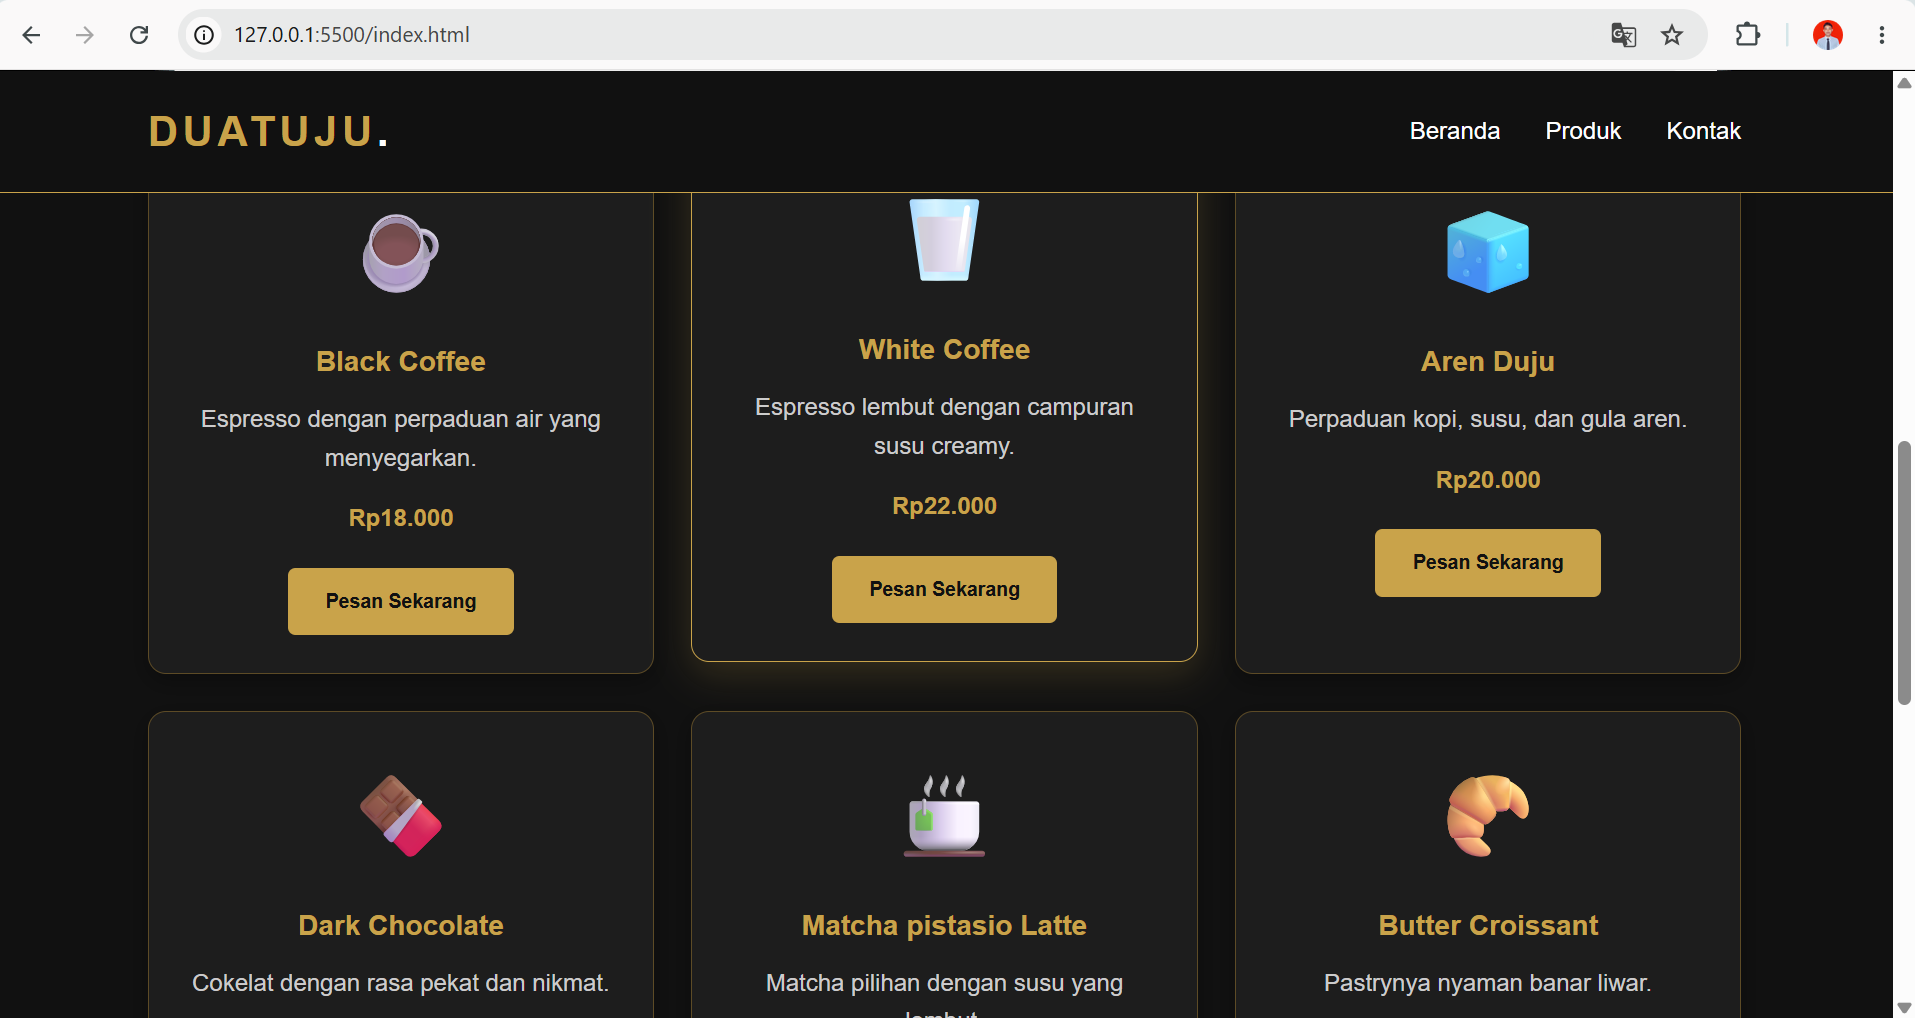 127.0.0.1:5500/index.html
DUATUJU.
Beranda
Produk
Kontak
Black Coffee
Espresso dengan perpaduan air yang
menyegarkan.
Rp18.000
Pesan Sekarang
White Coffee
Espresso lembut dengan campuran
susu creamy.
Rp22.000
Pesan Sekarang
Aren Duju
Perpaduan kopi, susu, dan gula aren.
Rp20.000
Pesan Sekarang
Dark Chocolate
Cokelat dengan rasa pekat dan nikmat.
Matcha pistasio Latte
Matcha pilihan dengan susu yang
lembut.
Butter Croissant
Pastrynya nyaman banar liwar.